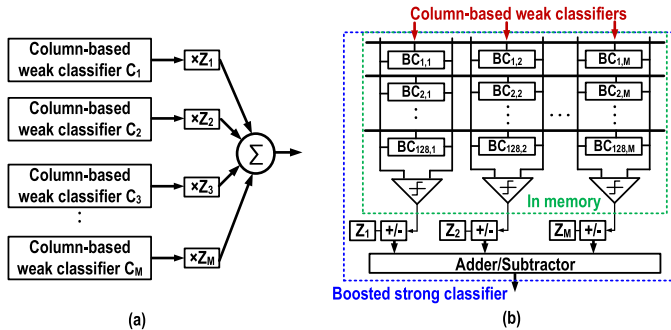 Column-based
weak classifier C1
×Z1
Column-based
weak classifier C2
×Z2
Column-based
weak classifier C3
×Z3
⋮
Column-based
weak classifier CM
×ZM
Σ
(a)
Column-based weak classifiers
BC1,1 BC1,2 BC1,M
BC2,1 BC2,2 BC2,M
⋮ ⋮ ... ⋮
BC128,1 BC128,2 BC128,M
In memory
Z1 +/- Z2 +/- ZM +/-
Adder/Subtractor
Boosted strong classifier
(b)